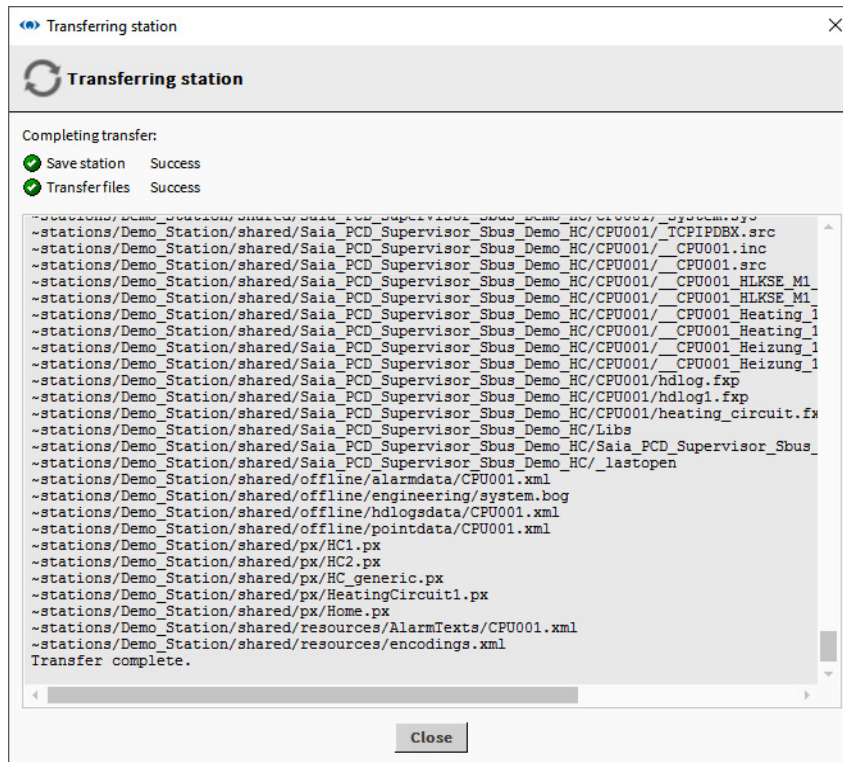 Transferring station
Transferring station
Completing transfer:
Save station Success
Transfer files Success
~stations/Demo_Station/shared/Saia_PCD_Supervisor_Sbus_Demo_HC/CPU001/_System.sys
~stations/Demo_Station/shared/Saia_PCD_Supervisor_Sbus_Demo_HC/CPU001/_TCPIPDBX.src
~stations/Demo_Station/shared/Saia_PCD_Supervisor_Sbus_Demo_HC/CPU001/__CPU001.inc
~stations/Demo_Station/shared/Saia_PCD_Supervisor_Sbus_Demo_HC/CPU001/__CPU001.src
~stations/Demo_Station/shared/Saia_PCD_Supervisor_Sbus_Demo_HC/CPU001/__CPU001_HLKSE_M1_
~stations/Demo_Station/shared/Saia_PCD_Supervisor_Sbus_Demo_HC/CPU001/__CPU001_HLKSE_M1_
~stations/Demo_Station/shared/Saia_PCD_Supervisor_Sbus_Demo_HC/CPU001/__CPU001_Heating_1
~stations/Demo_Station/shared/Saia_PCD_Supervisor_Sbus_Demo_HC/CPU001/__CPU001_Heating_1
~stations/Demo_Station/shared/Saia_PCD_Supervisor_Sbus_Demo_HC/CPU001/__CPU001_Heizung_1
~stations/Demo_Station/shared/Saia_PCD_Supervisor_Sbus_Demo_HC/CPU001/__CPU001_Heizung_1
~stations/Demo_Station/shared/Saia_PCD_Supervisor_Sbus_Demo_HC/CPU001/hdlog.fxp
~stations/Demo_Station/shared/Saia_PCD_Supervisor_Sbus_Demo_HC/CPU001/hdlog1.fxp
~stations/Demo_Station/shared/Saia_PCD_Supervisor_Sbus_Demo_HC/CPU001/heating_circuit.fx
~stations/Demo_Station/shared/Saia_PCD_Supervisor_Sbus_Demo_HC/Libs
~stations/Demo_Station/shared/Saia_PCD_Supervisor_Sbus_Demo_HC/Saia_PCD_Supervisor_Sbus_
~stations/Demo_Station/shared/Saia_PCD_Supervisor_Sbus_Demo_HC/_lastopen
~stations/Demo_Station/shared/offline/alarmdata/CPU001.xml
~stations/Demo_Station/shared/offline/engineering/system.bog
~stations/Demo_Station/shared/offline/hdlogsdata/CPU001.xml
~stations/Demo_Station/shared/offline/pointdata/CPU001.xml
~stations/Demo_Station/shared/px/HC1.px
~stations/Demo_Station/shared/px/HC2.px
~stations/Demo_Station/shared/px/HC_generic.px
~stations/Demo_Station/shared/px/HeatingCircuit1.px
~stations/Demo_Station/shared/px/Home.px
~stations/Demo_Station/shared/resources/AlarmTexts/CPU001.xml
~stations/Demo_Station/shared/resources/encodings.xml
Transfer complete.
Close